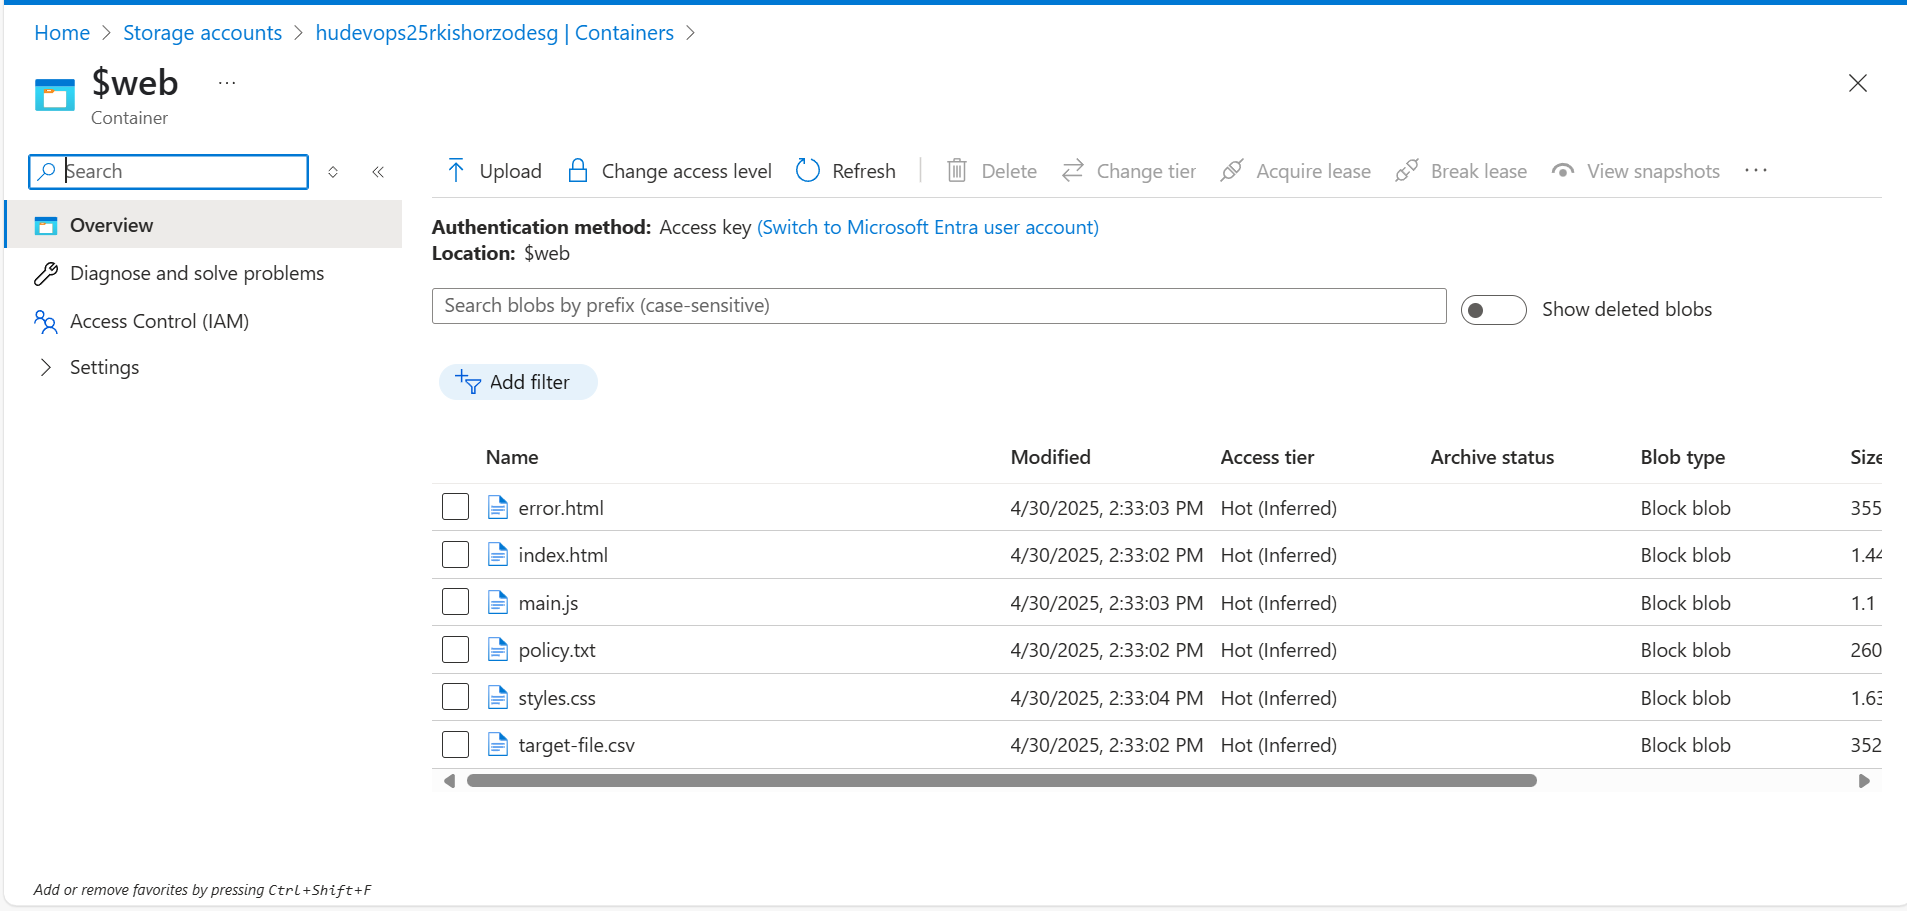 Home > Storage accounts > hudevops25rkishorzodesg | Containers >
$web ...
Container
Search
Upload Change access level Refresh Delete Change tier Acquire lease Break lease View snapshots ...
Overview
Diagnose and solve problems
Access Control (IAM)
Settings
Authentication method: Access key (Switch to Microsoft Entra user account)
Location: $web
Search blobs by prefix (case-sensitive)
Show deleted blobs
Add filter
Name Modified Access tier Archive status Blob type Size
error.html 4/30/2025, 2:33:03 PM Hot (Inferred) Block blob 355
index.html 4/30/2025, 2:33:02 PM Hot (Inferred) Block blob 1.44
main.js 4/30/2025, 2:33:03 PM Hot (Inferred) Block blob 1.1
policy.txt 4/30/2025, 2:33:02 PM Hot (Inferred) Block blob 260
styles.css 4/30/2025, 2:33:04 PM Hot (Inferred) Block blob 1.63
target-file.csv 4/30/2025, 2:33:02 PM Hot (Inferred) Block blob 352
Add or remove favorites by pressing Ctrl+Shift+F